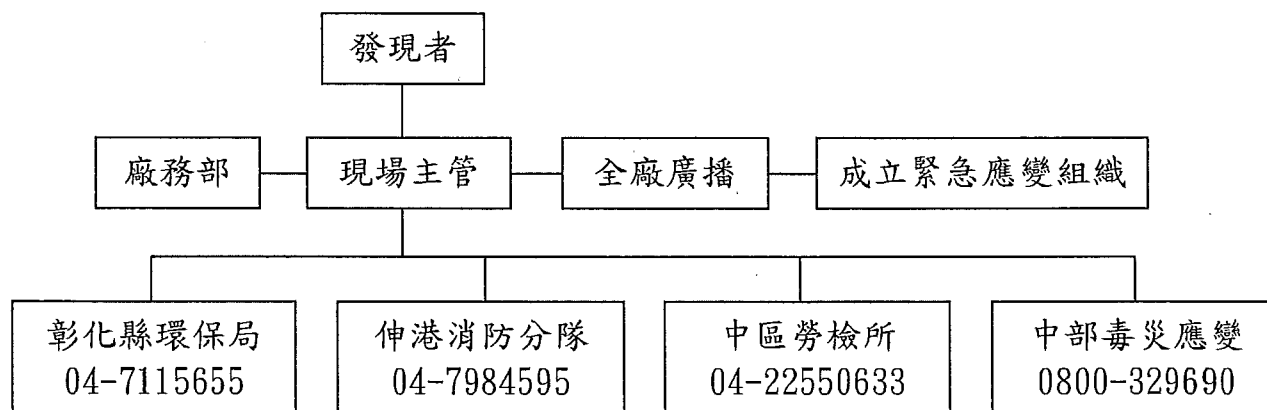 發現者
廠務部
現場主管
全廠廣播
成立緊急應變組織
彰化縣環保局
04-7115655
伸港消防分隊
04-7984595
中區勞檢所
04-22550633
中部毒災應變
0800-329690